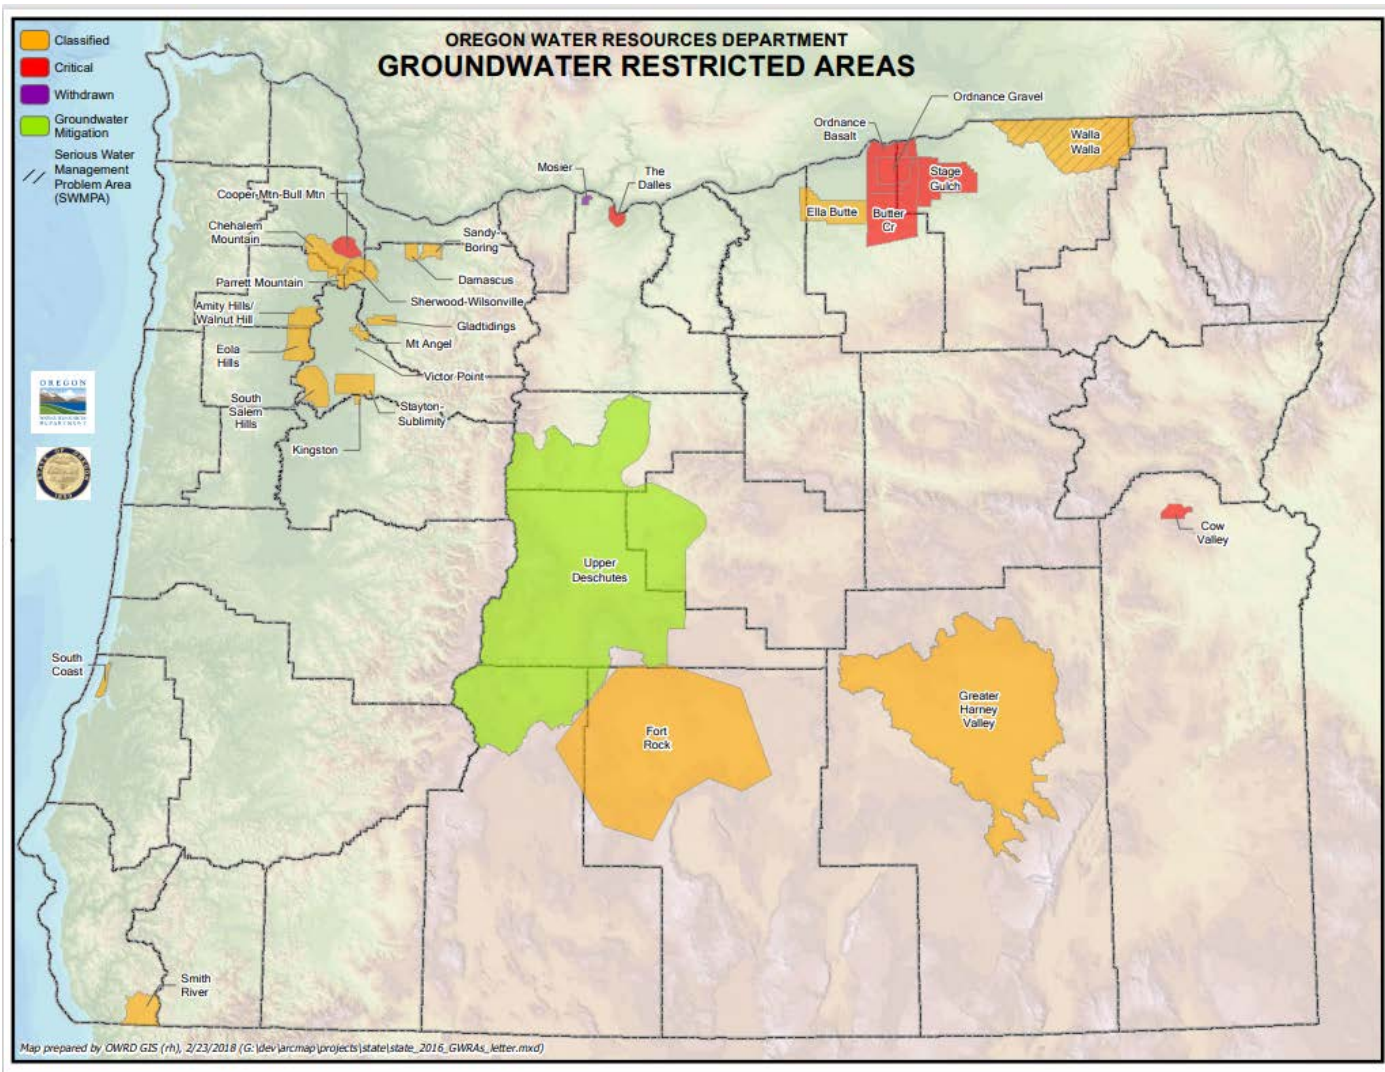 OREGON WATER RESOURCES DEPARTMENT
GROUNDWATER RESTRICTED AREAS
Classified
Critical
Withdrawn
Groundwater
Mitigation
Serious Water
Management
Problem Area
(SWMPA)
Ordnance Gravel
Ordnance
Basalt
Walla
Walla
Mosier
The
Dalles
Stage
Gulch
Ella Butte
Butter
Cr
Cooper Mtn-Bull Mtn
Chehalem
Mountain
Sandy-
Boring
Parrett Mountain
Damascus
Sherwood-Wilsonville
Amity Hills/
Walnut Hill
Gladtidings
Mt Angel
Eola
Hills
Victor Point
South
Salem
Hills
Stayton-
Sublimity
Kingston
OREGON
Cow
Valley
Upper
Deschutes
South
Coast
Greater
Harney
Valley
Fort
Rock
Smith
River
Map prepared by OWRD GIS (rh), 2/23/2018 (G:\dev\arcmap\projects\state\state_2016_GWRAs_letter.mxd)